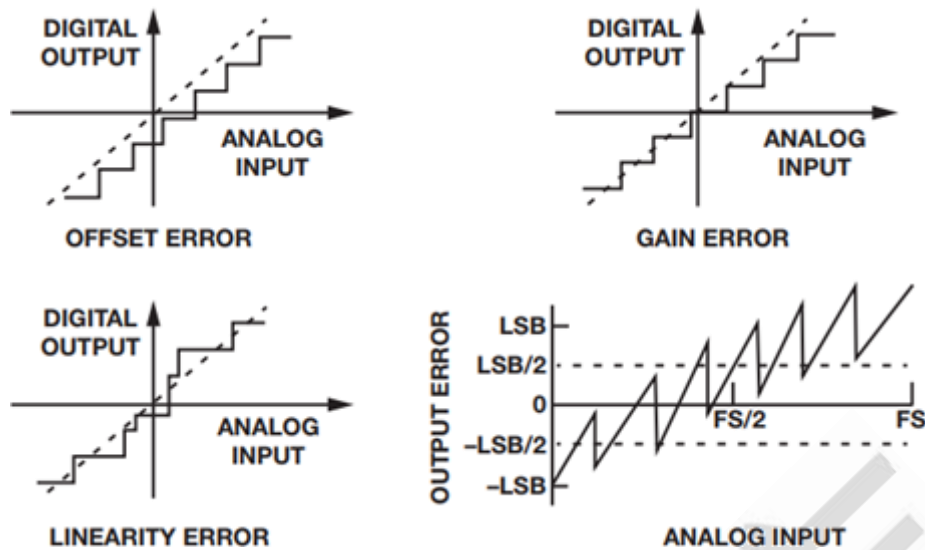 DIGITAL
OUTPUT
ANALOG
INPUT
OFFSET ERROR
DIGITAL
OUTPUT
ANALOG
INPUT
GAIN ERROR
DIGITAL
OUTPUT
ANALOG
INPUT
LINEARITY ERROR
OUTPUT ERROR
LSB
LSB/2
0
–LSB/2
–LSB
FS/2
FS
ANALOG INPUT